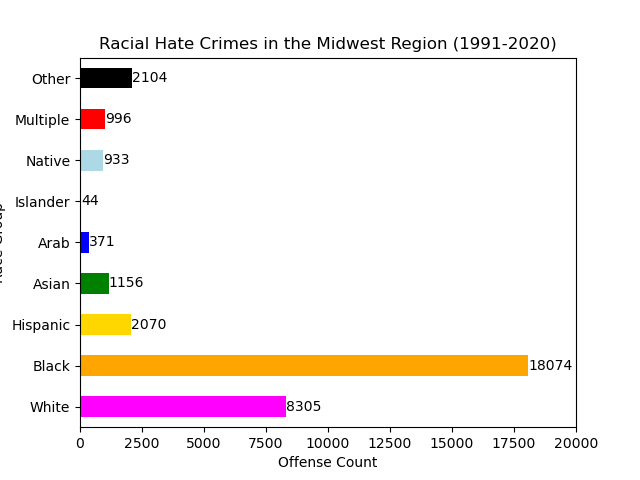 Racial Hate Crimes in the Midwest Region (1991-2020)
Other 2104
Multiple 996
Native 933
Islander 44
Arab 371
Asian 1156
Hispanic 2070
Black 18074
White 8305
0 2500 5000 7500 10000 12500 15000 17500 20000
Offense Count